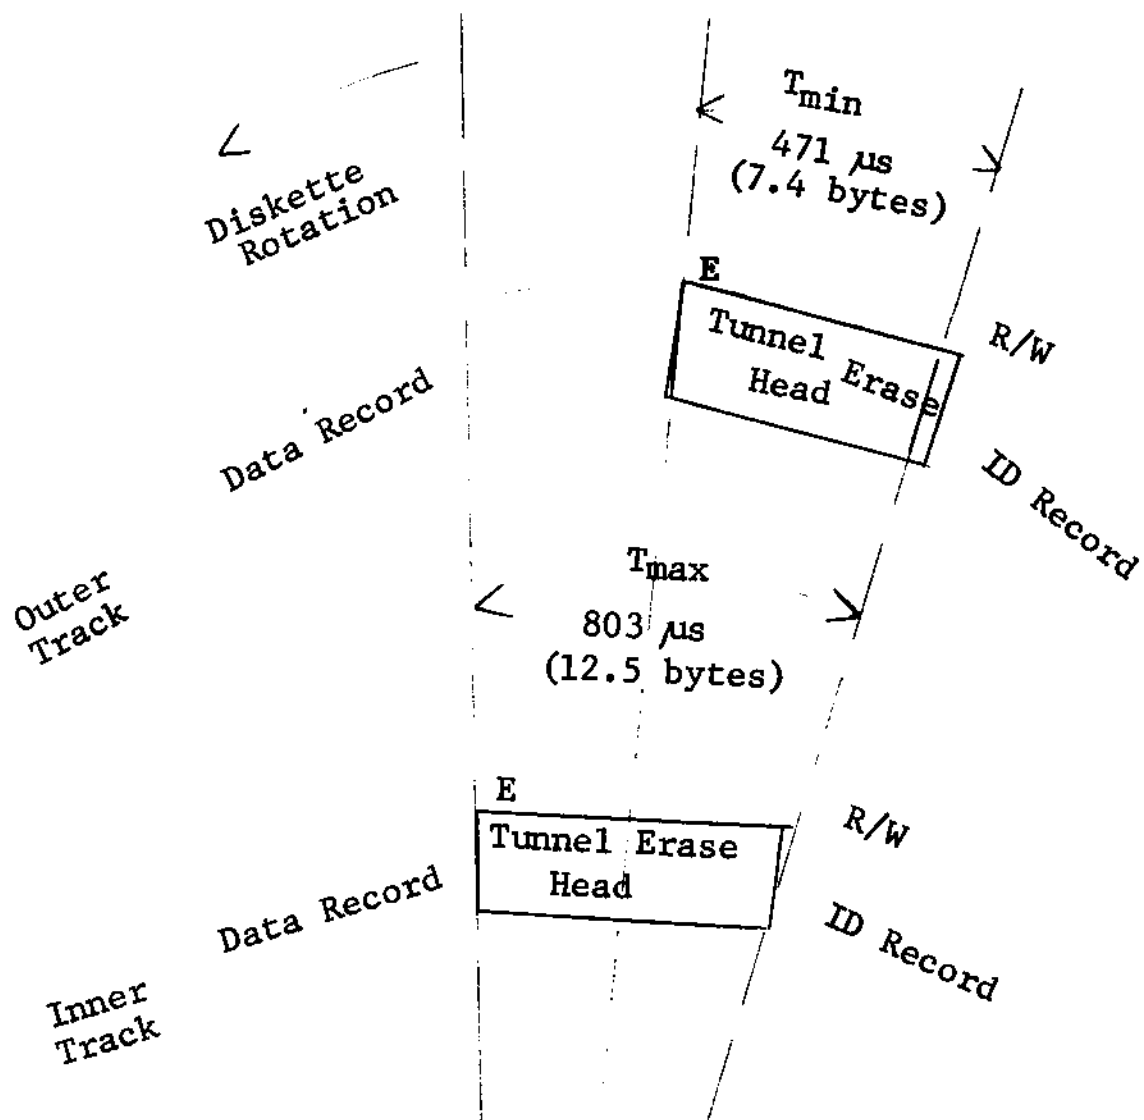 Tmin
471 µs
(7.4 bytes)
Diskette
Rotation
E
Tunnel Erase
Head
R/W
Data Record
ID Record
Tmax
803 µs
(12.5 bytes)
Outer
Track
E
Tunnel Erase
Head
R/W
Data Record
ID Record
Inner
Track